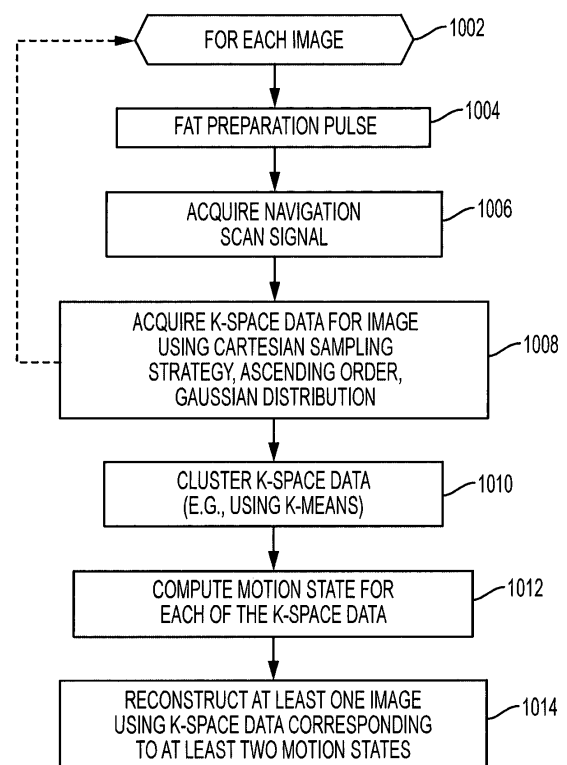 FOR EACH IMAGE
1002
FAT PREPARATION PULSE
1004
ACQUIRE NAVIGATION
SCAN SIGNAL
1006
ACQUIRE K-SPACE DATA FOR IMAGE
USING CARTESIAN SAMPLING
STRATEGY, ASCENDING ORDER,
GAUSSIAN DISTRIBUTION
1008
CLUSTER K-SPACE DATA
(E.G., USING K-MEANS)
1010
COMPUTE MOTION STATE FOR
EACH OF THE K-SPACE DATA
1012
RECONSTRUCT AT LEAST ONE IMAGE
USING K-SPACE DATA CORRESPONDING
TO AT LEAST TWO MOTION STATES
1014